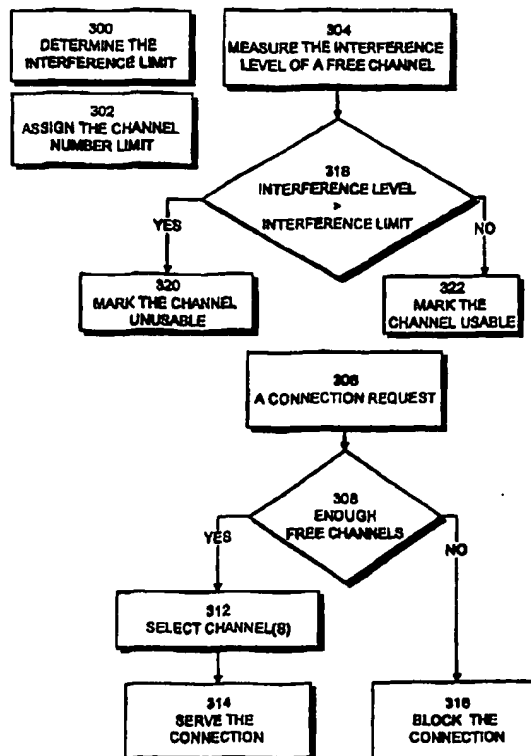 300
DETERMINE THE
INTERFERENCE LIMIT
302
ASSIGN THE CHANNEL
NUMBER LIMIT
304
MEASURE THE INTERFERENCE
LEVEL OF A FREE CHANNEL
318
INTERFERENCE LEVEL
>
INTERFERENCE LIMIT
YES
NO
320
MARK THE CHANNEL
UNUSABLE
322
MARK THE
CHANNEL USABLE
306
A CONNECTION REQUEST
308
ENOUGH
FREE CHANNELS
YES
NO
312
SELECT CHANNEL(S)
314
SERVE THE
CONNECTION
316
BLOCK THE
CONNECTION